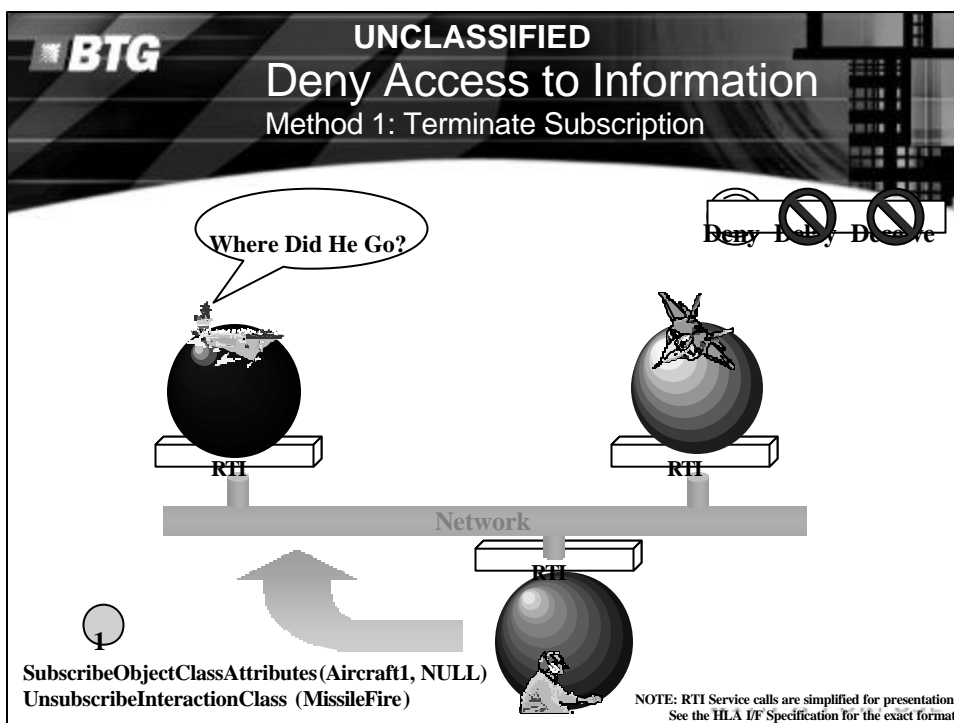 UNCLASSIFIED
BTG
Deny Access to Information
Method 1: Terminate Subscription
Where Did He Go?
Deny
RTI
RTI
Network
RTI
1
SubscribeObjectClassAttributes (Aircraft1, NULL)
UnsubscribeInteractionClass (MissileFire)
NOTE: RTI Service calls are simplified for presentation
See the HLA I/F Specification for the exact format